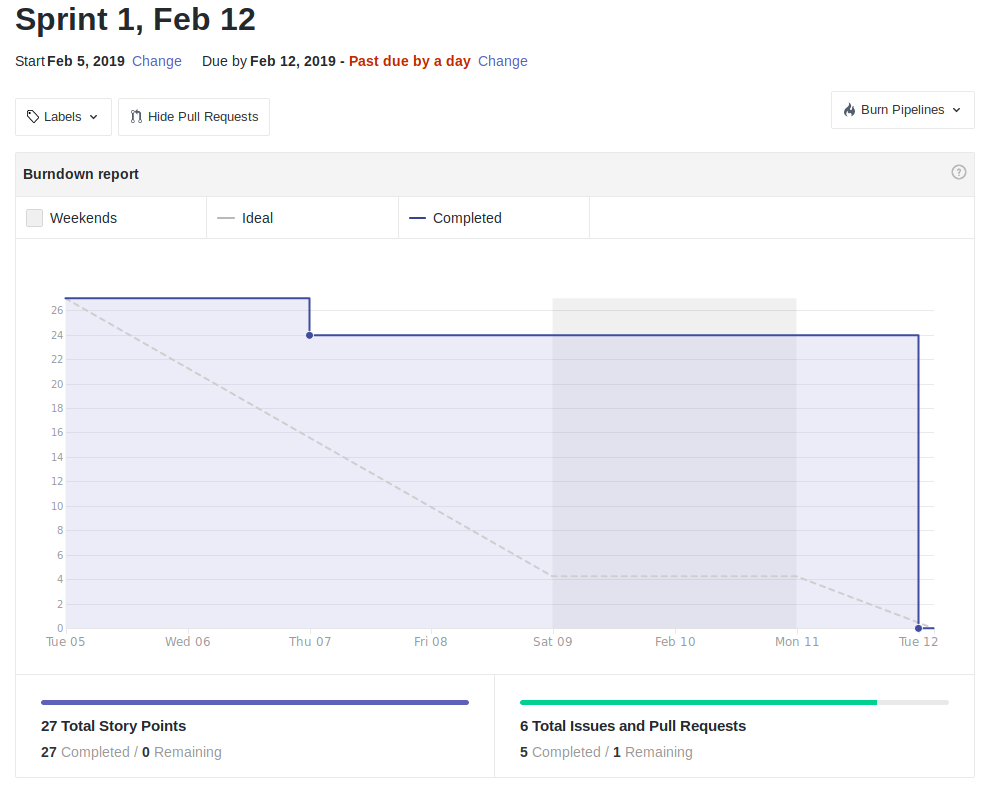 Sprint 1, Feb 12
Start Feb 5, 2019 Change Due by Feb 12, 2019 - Past due by a day Change
Labels Hide Pull Requests Burn Pipelines
Burndown report ?
Weekends Ideal Completed
26
24
22
20
18
16
14
12
10
8
6
4
2
0
Tue 05 Wed 06 Thu 07 Fri 08 Sat 09 Feb 10 Mon 11 Tue 12
27 Total Story Points
27 Completed / 0 Remaining
6 Total Issues and Pull Requests
5 Completed / 1 Remaining